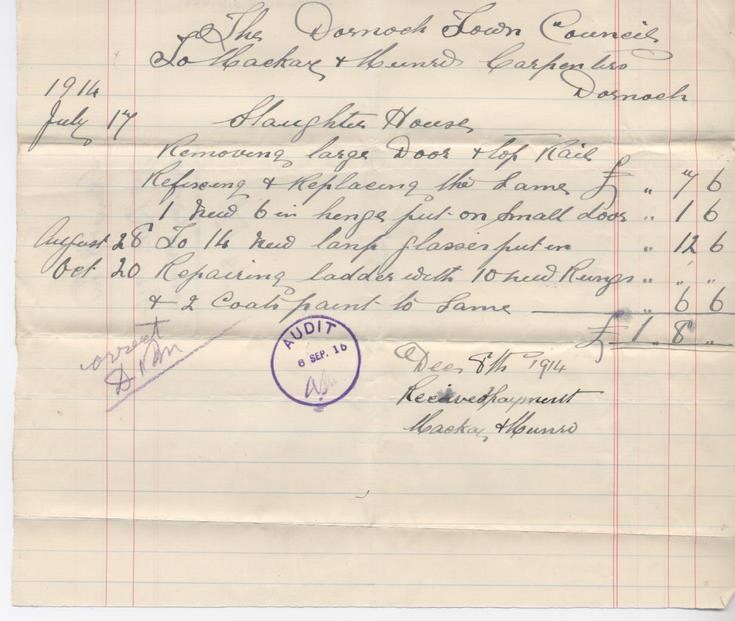 The Dornoch Town Council
To Mackay & Munro Carpenters
Dornoch
1914
July 17 Slaughter House
Removing large Door & top Rail
Refixing & Replacing the Same £ " 7 6
1 New 6 in henge put on small door " 1 6
August 28 To 14 New lamp glasses put in " 12 6
Oct 20 Repairing ladder with 10 new Rungs " " "
& 2 Coats paint to Same " 6 6
£ 1 8 "
correct
AUDIT
6 SEP. 15
Decr 8th 1914
Received payment
Mackay & Munro